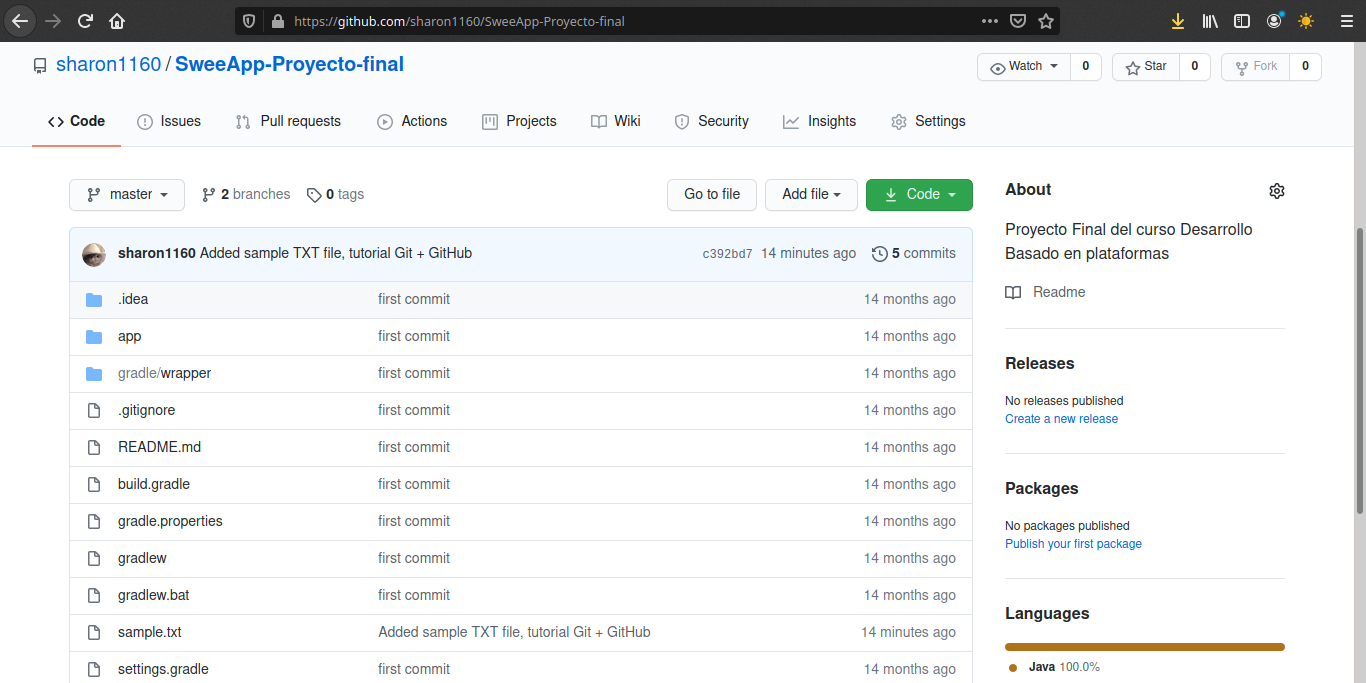 https://github.com/sharon1160/SweeApp-Proyecto-final
sharon1160 / SweeApp-Proyecto-final
Watch 0 Star 0 Fork 0
Code Issues Pull requests Actions Projects Wiki Security Insights Settings
master 2 branches 0 tags Go to file Add file Code
sharon1160 Added sample TXT file, tutorial Git + GitHub c392bd7 14 minutes ago 5 commits
.idea first commit 14 months ago
app first commit 14 months ago
gradle/wrapper first commit 14 months ago
.gitignore first commit 14 months ago
README.md first commit 14 months ago
build.gradle first commit 14 months ago
gradle.properties first commit 14 months ago
gradlew first commit 14 months ago
gradlew.bat first commit 14 months ago
sample.txt Added sample TXT file, tutorial Git + GitHub 14 minutes ago
settings.gradle first commit 14 months ago
About
Proyecto Final del curso Desarrollo
Basado en plataformas
Readme
Releases
No releases published
Create a new release
Packages
No packages published
Publish your first package
Languages
Java 100.0%